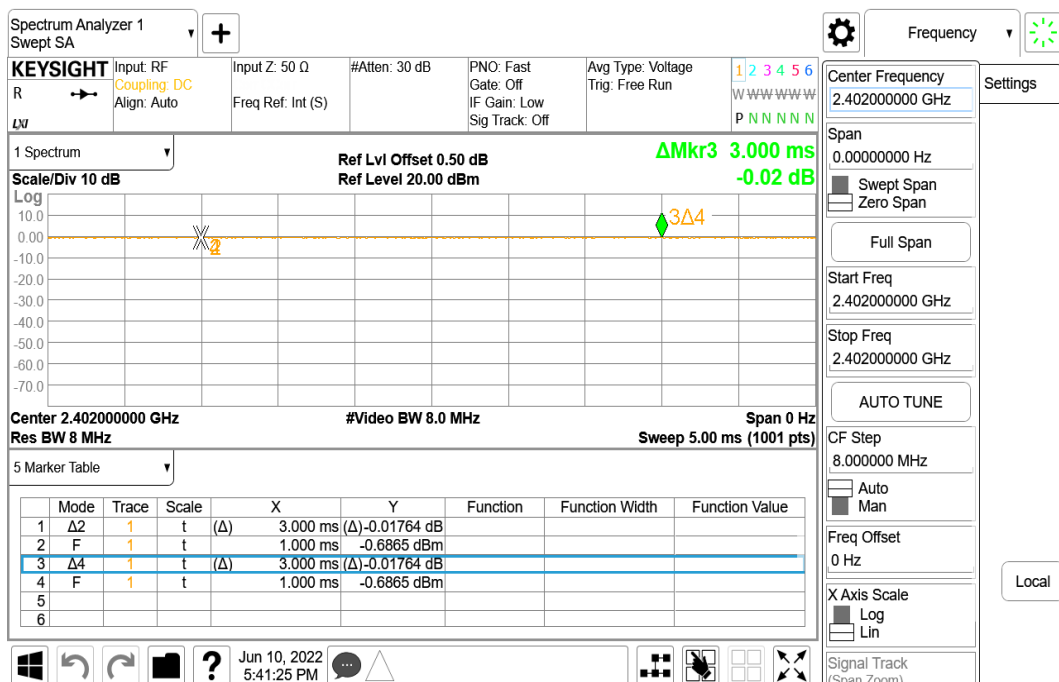 Spectrum Analyzer 1
Swept SA
Frequency
KEYSIGHT
R
LXI
Input: RF
Coupling: DC
Align: Auto
Input Z: 50 Ω
Freq Ref: Int (S)
#Atten: 30 dB
PNO: Fast
Gate: Off
IF Gain: Low
Sig Track: Off
Avg Type: Voltage
Trig: Free Run
1 2 3 4 5 6
W W W W W W
P N N N N N
1 Spectrum
Scale/Div 10 dB
Ref Lvl Offset 0.50 dB
Ref Level 20.00 dBm
ΔMkr3 3.000 ms
-0.02 dB
Log
10.0
0.00
-10.0
-20.0
-30.0
-40.0
-50.0
-60.0
-70.0
3Δ4
Center 2.402000000 GHz
#Video BW 8.0 MHz
Span 0 Hz
Res BW 8 MHz
Sweep 5.00 ms (1001 pts)
5 Marker Table
Mode Trace Scale X Y Function Function Width Function Value
1 Δ2 1 t (Δ) 3.000 ms (Δ) -0.01764 dB
2 F 1 t 1.000 ms -0.6865 dBm
3 Δ4 1 t (Δ) 3.000 ms (Δ) -0.01764 dB
4 F 1 t 1.000 ms -0.6865 dBm
5
6
?
Jun 10, 2022
5:41:25 PM
Center Frequency
2.402000000 GHz
Span
0.00000000 Hz
Swept Span
Zero Span
Full Span
Start Freq
2.402000000 GHz
Stop Freq
2.402000000 GHz
AUTO TUNE
CF Step
8.000000 MHz
Auto
Man
Freq Offset
0 Hz
X Axis Scale
Log
Lin
Signal Track
(Span Zoom)
Settings
Local